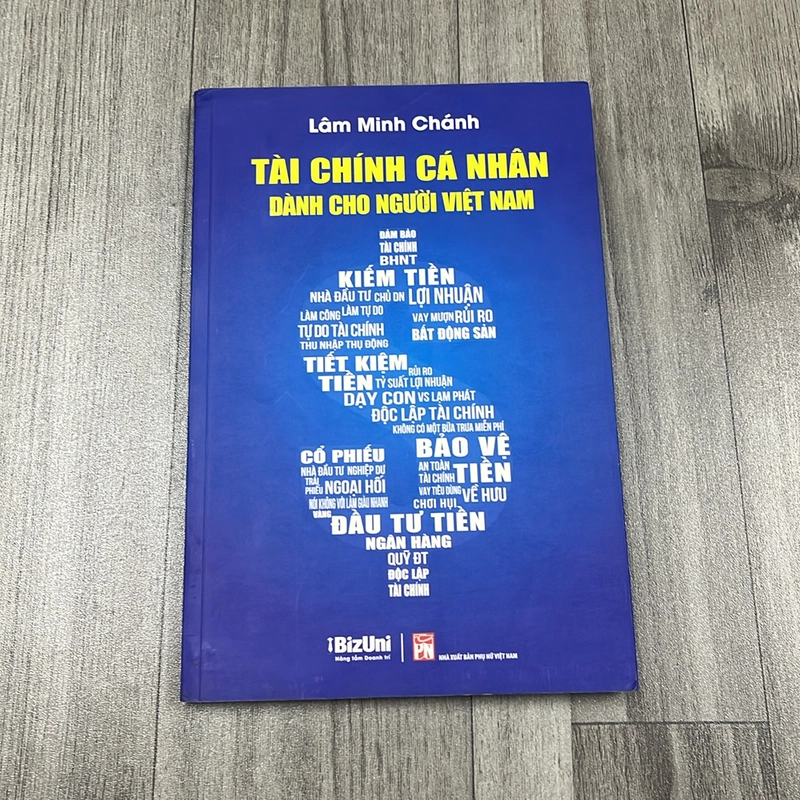 Lâm Minh Chánh
TÀI CHÍNH CÁ NHÂN
DÀNH CHO NGƯỜI VIỆT NAM
ĐẢM BẢO
TÀI CHÍNH
BHNT
KIẾM TIỀN
NHÀ ĐẦU TƯ CHỦ DN LỢI NHUẬN
LÀM CÔNG LÀM TỰ DO VAY MƯỢN RỦI RO
TỰ DO TÀI CHÍNH BẤT ĐỘNG SẢN
THU NHẬP THỤ ĐỘNG
TIẾT KIỆM RỦI RO
TIỀN TỶ SUẤT LỢI NHUẬN
DẠY CON VS LẠM PHÁT
ĐỘC LẬP TÀI CHÍNH
KHÔNG CÓ MỘT BỮA TRƯA MIỄN PHÍ
CỔ PHIẾU BẢO VỆ
NHÀ ĐẦU TƯ NGHIỆP DƯ AN TOÀN TÀI CHÍNH TIỀN
TRÁI PHIẾU NGOẠI HỐI VAY TIÊU DÙNG VỀ HƯU
NÓI KHÔNG VỚI LÀM GIÀU NHANH CHƠI HỤI
VÀNG ĐẦU TƯ TIỀN
NGÂN HÀNG
QUỸ ĐT
ĐỘC LẬP
TÀI CHÍNH
BizUni
Nâng tầm Doanh trí
PN
NHÀ XUẤT BẢN PHỤ NỮ VIỆT NAM